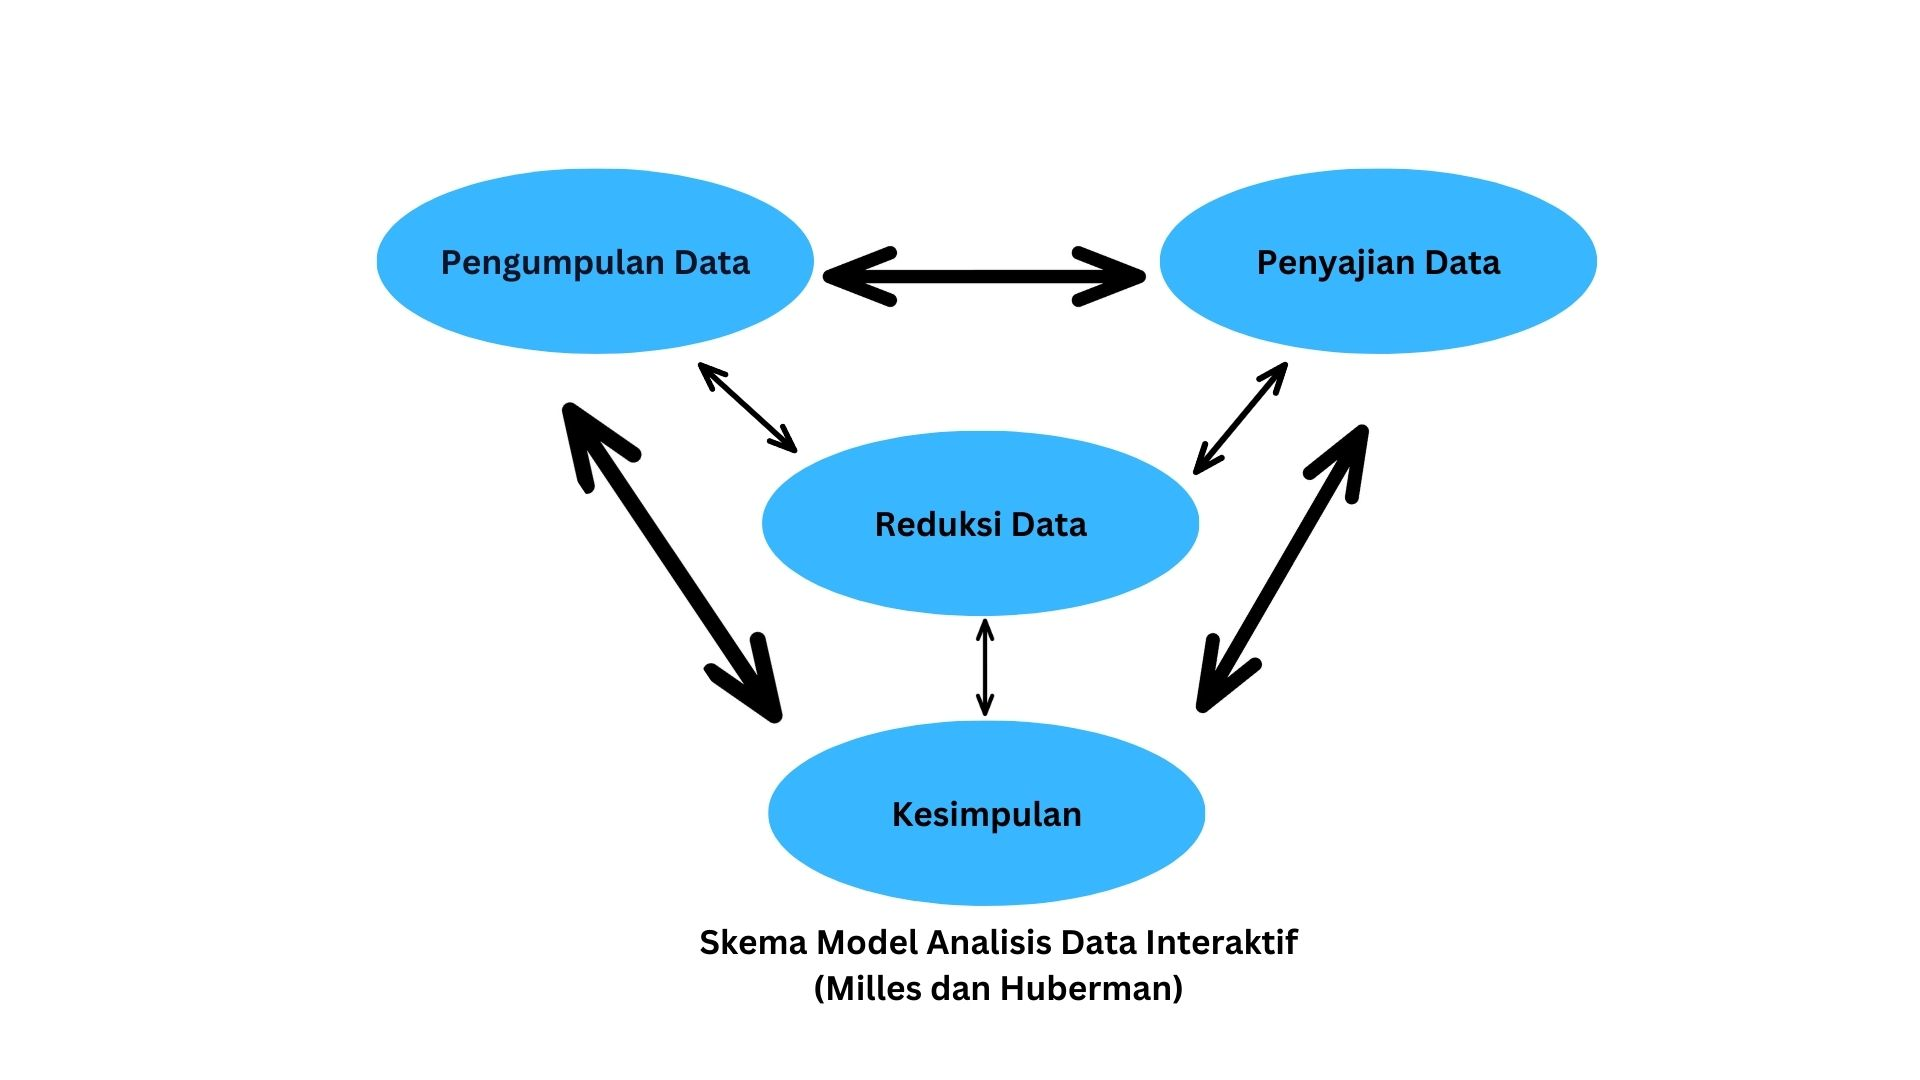 Pengumpulan Data
Penyajian Data
Reduksi Data
Kesimpulan
Skema Model Analisis Data Interaktif
(Milles dan Huberman)